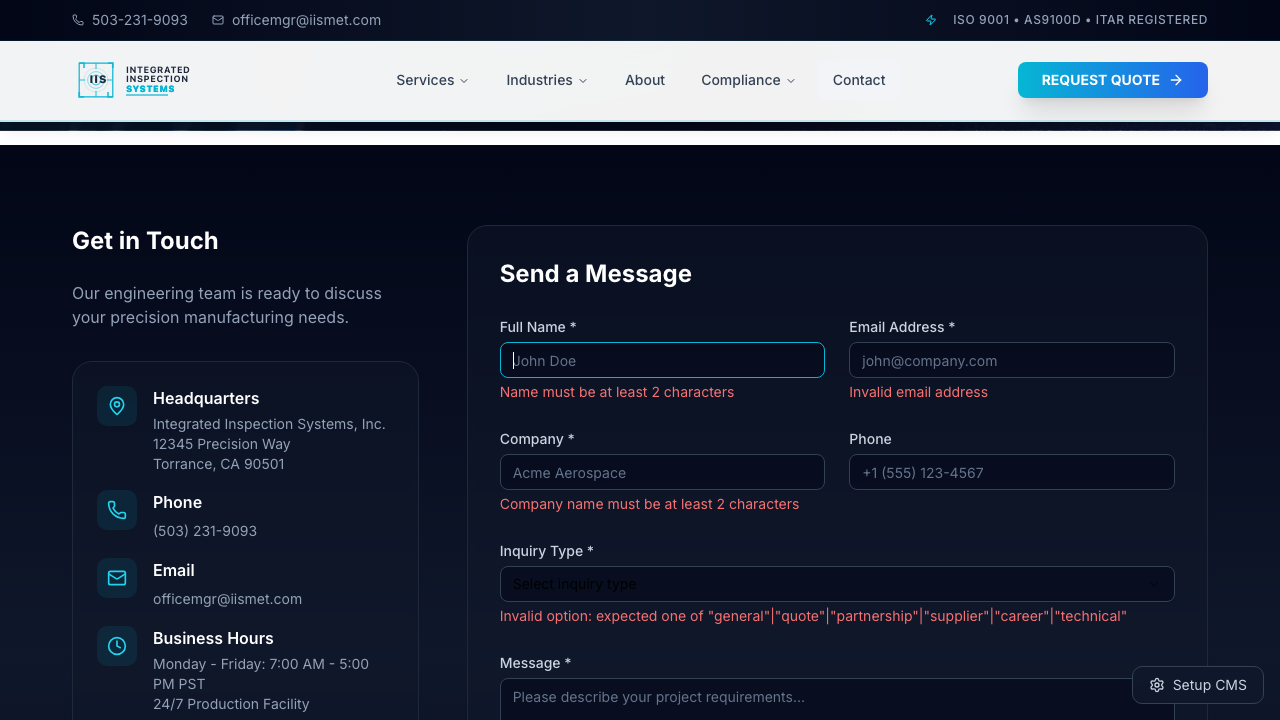 503-231-9093
officemgr@iismet.com
ISO 9001 • AS9100D • ITAR REGISTERED
IIS
INTEGRATED
INSPECTION
SYSTEMS
Services
Industries
About
Compliance
Contact
REQUEST QUOTE
Get in Touch
Our engineering team is ready to discuss
your precision manufacturing needs.
Headquarters
Integrated Inspection Systems, Inc.
12345 Precision Way
Torrance, CA 90501
Phone
(503) 231-9093
Email
officemgr@iismet.com
Business Hours
Monday - Friday: 7:00 AM - 5:00
PM PST
24/7 Production Facility
Send a Message
Full Name *
John Doe
Name must be at least 2 characters
Email Address *
john@company.com
Invalid email address
Company *
Acme Aerospace
Company name must be at least 2 characters
Phone
+1 (555) 123-4567
Inquiry Type *
Select inquiry type
Invalid option: expected one of "general"|"quote"|"partnership"|"supplier"|"career"|"technical"
Message *
Please describe your project requirements...
Setup CMS